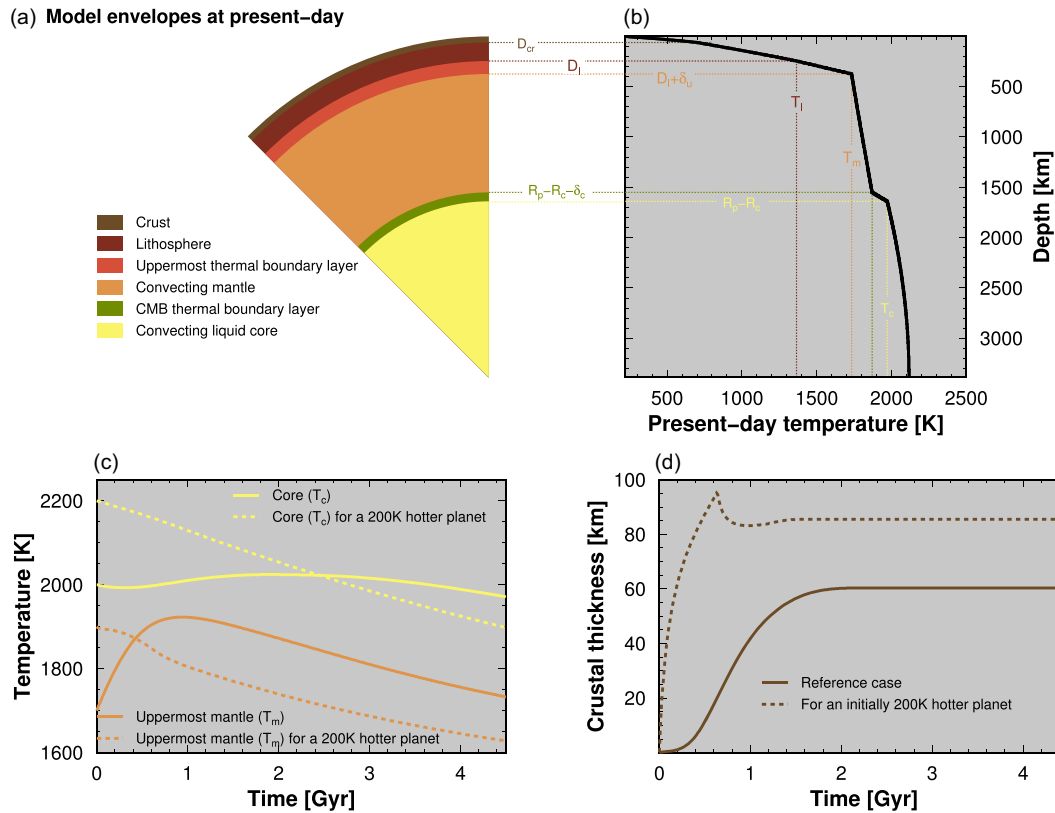 (a) Model envelopes at present–day
Crust
Lithosphere
Uppermost thermal boundary layer
Convecting mantle
CMB thermal boundary layer
Convecting liquid core
D_cr
D_l
D_l+δ_u
R_p–R_c–δ_c
R_p–R_c
(b)
T_l
T_m
T_c
500
1000
1500
2000
2500
3000
Depth [km]
500 1000 1500 2000 2500
Present–day temperature [K]
(c)
Core (T_c)
Core (T_c) for a 200K hotter planet
2200
2000
1800
1600
Temperature [K]
Uppermost mantle (T_m)
Uppermost mantle (T_m) for a 200K hotter planet
0 1 2 3 4
Time [Gyr]
(d)
100
80
60
40
20
Crustal thickness [km]
Reference case
For an initially 200K hotter planet
0 1 2 3 4
Time [Gyr]